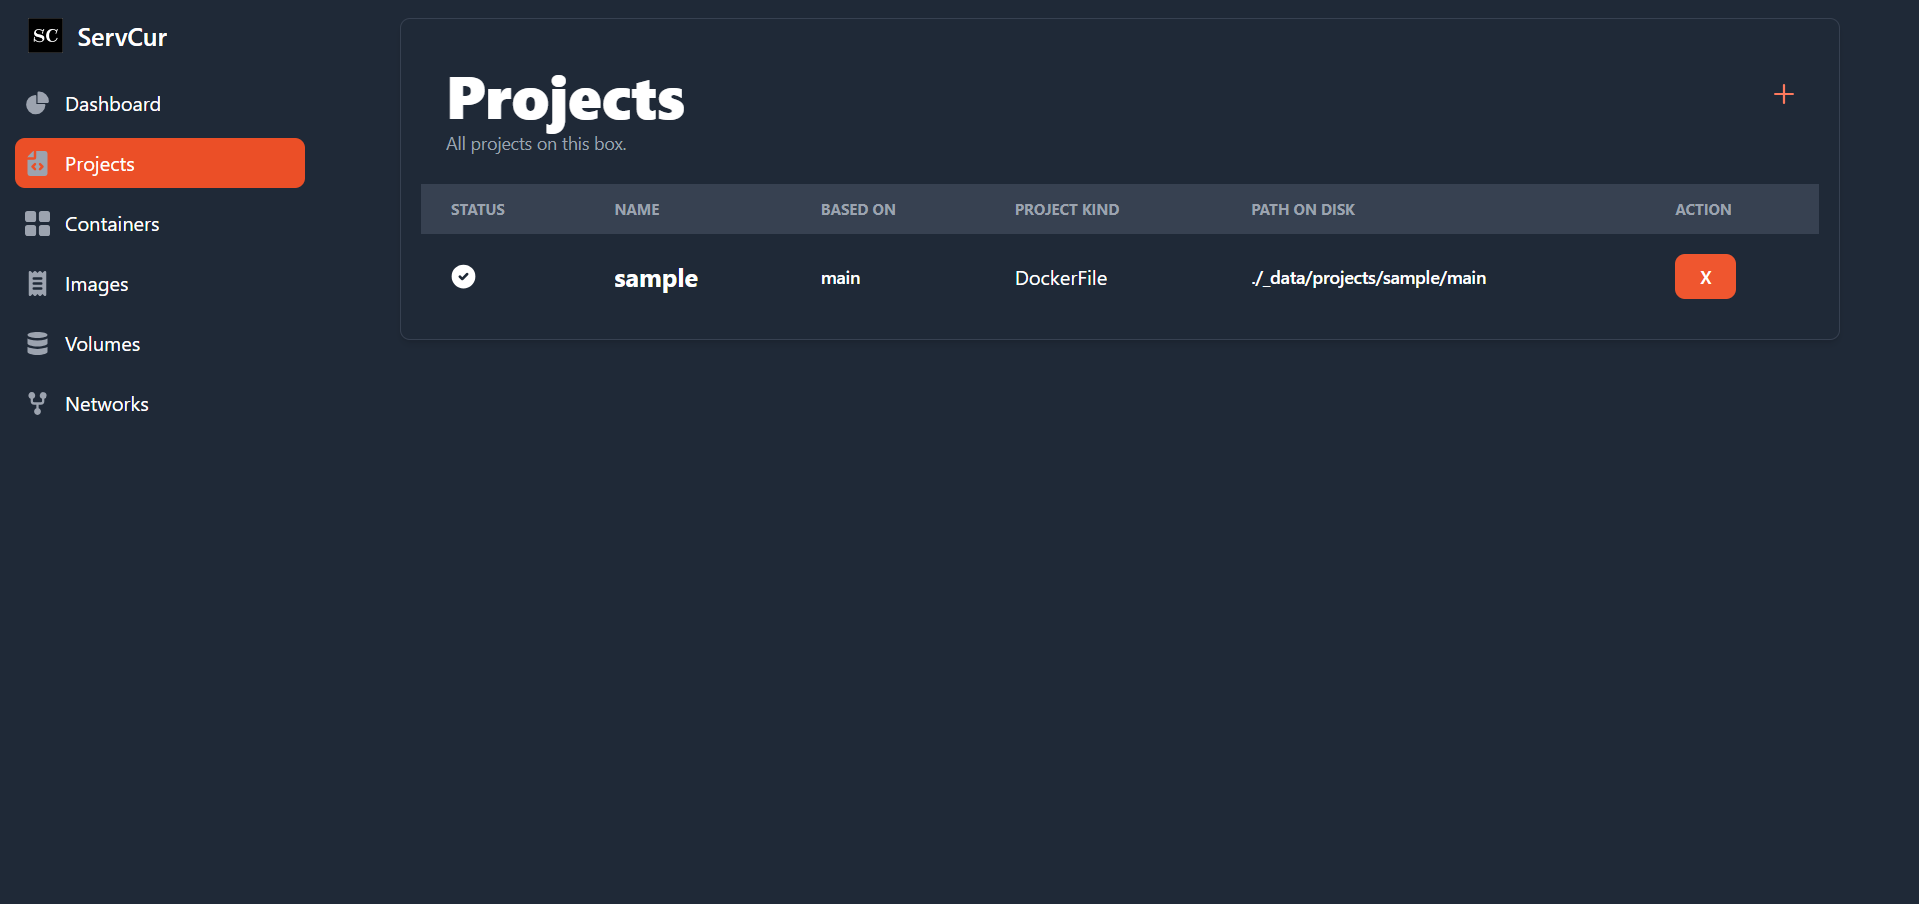 SC ServCur
Dashboard
Projects
Containers
Images
Volumes
Networks
Projects
All projects on this box.
STATUS NAME BASED ON PROJECT KIND PATH ON DISK ACTION
sample main DockerFile ./_data/projects/sample/main X